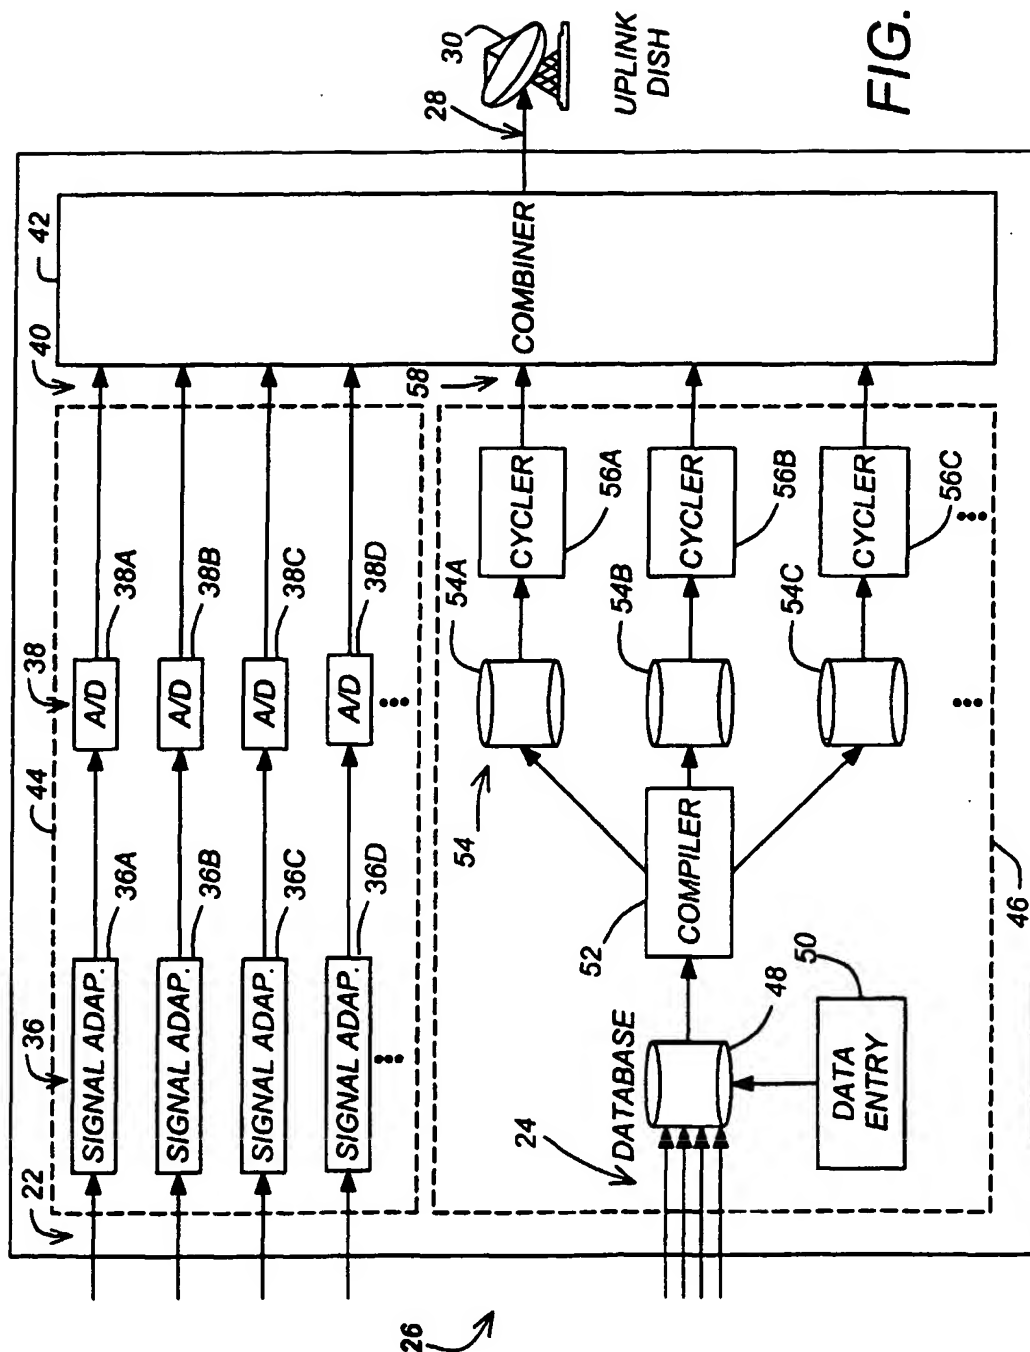 22
36
44
38
40
42
SIGNAL ADAP.
36A
A/D
38A
SIGNAL ADAP.
36B
A/D
38B
SIGNAL ADAP.
36C
A/D
38C
SIGNAL ADAP.
36D
A/D
38D
•••
•••
28
30
UPLINK
DISH
COMBINER
58
26
24
DATABASE
48
DATA
ENTRY
50
52
COMPILER
54
54A
CYCLER
56A
54B
CYCLER
56B
54C
CYCLER
56C
•••
•••
46
FIG.